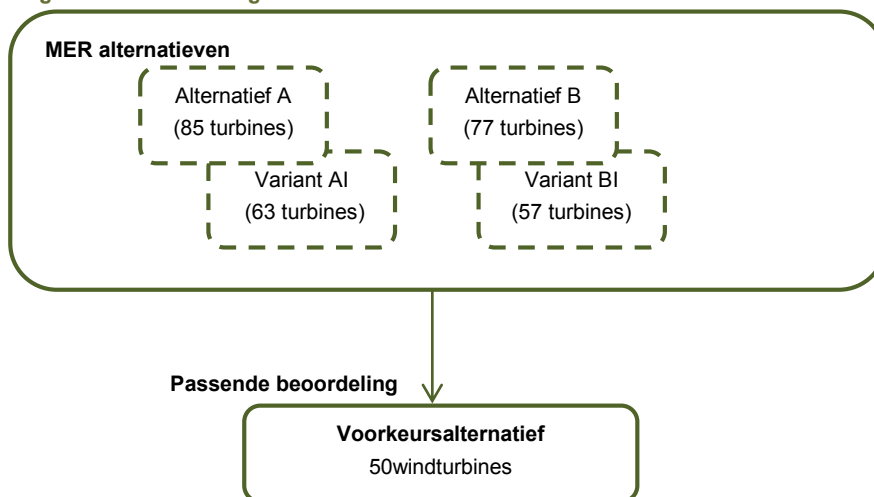 MER alternatieven
Alternatief A
(85 turbines)
Alternatief B
(77 turbines)
Variant AI
(63 turbines)
Variant BI
(57 turbines)
Passende beoordeling
Voorkeursalternatief
50windturbines